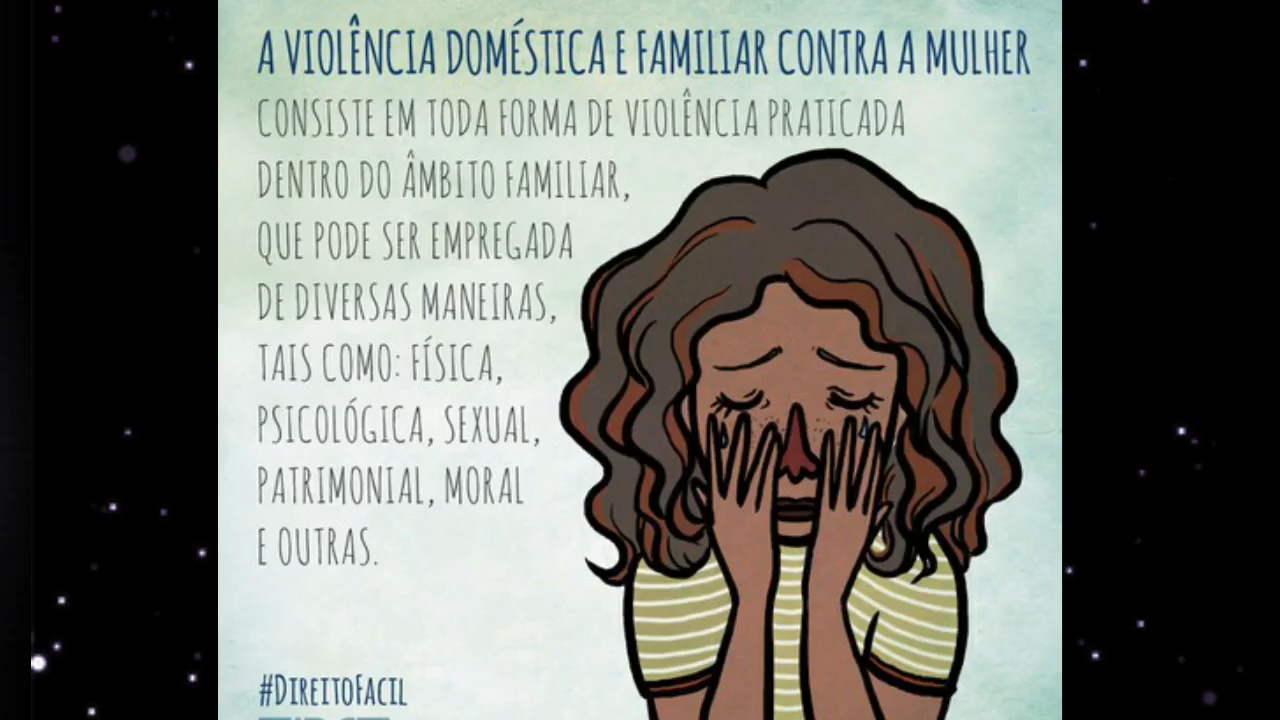 A VIOLÊNCIA DOMÉSTICA E FAMILIAR CONTRA A MULHER
CONSISTE EM TODA FORMA DE VIOLÊNCIA PRATICADA
DENTRO DO ÂMBITO FAMILIAR,
QUE PODE SER EMPREGADA
DE DIVERSAS MANEIRAS,
TAIS COMO: FÍSICA,
PSICOLÓGICA, SEXUAL,
PATRIMONIAL, MORAL
E OUTRAS.
#DIREITOFACIL